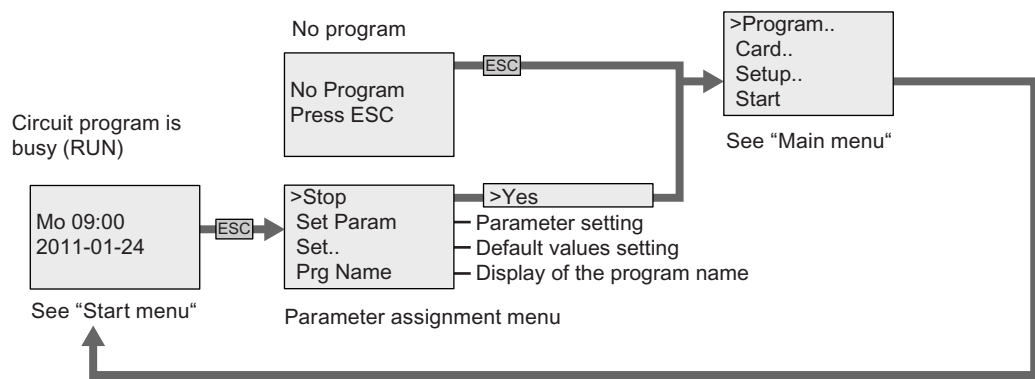 No program
No Program
Press ESC
ESC
>Program..
Card..
Setup..
Start
See “Main menu“
Circuit program is
busy (RUN)
Mo 09:00
2011-01-24
See “Start menu“
ESC
>Stop
Set Param
Set..
Prg Name
>Yes
Parameter setting
Default values setting
Display of the program name
Parameter assignment menu